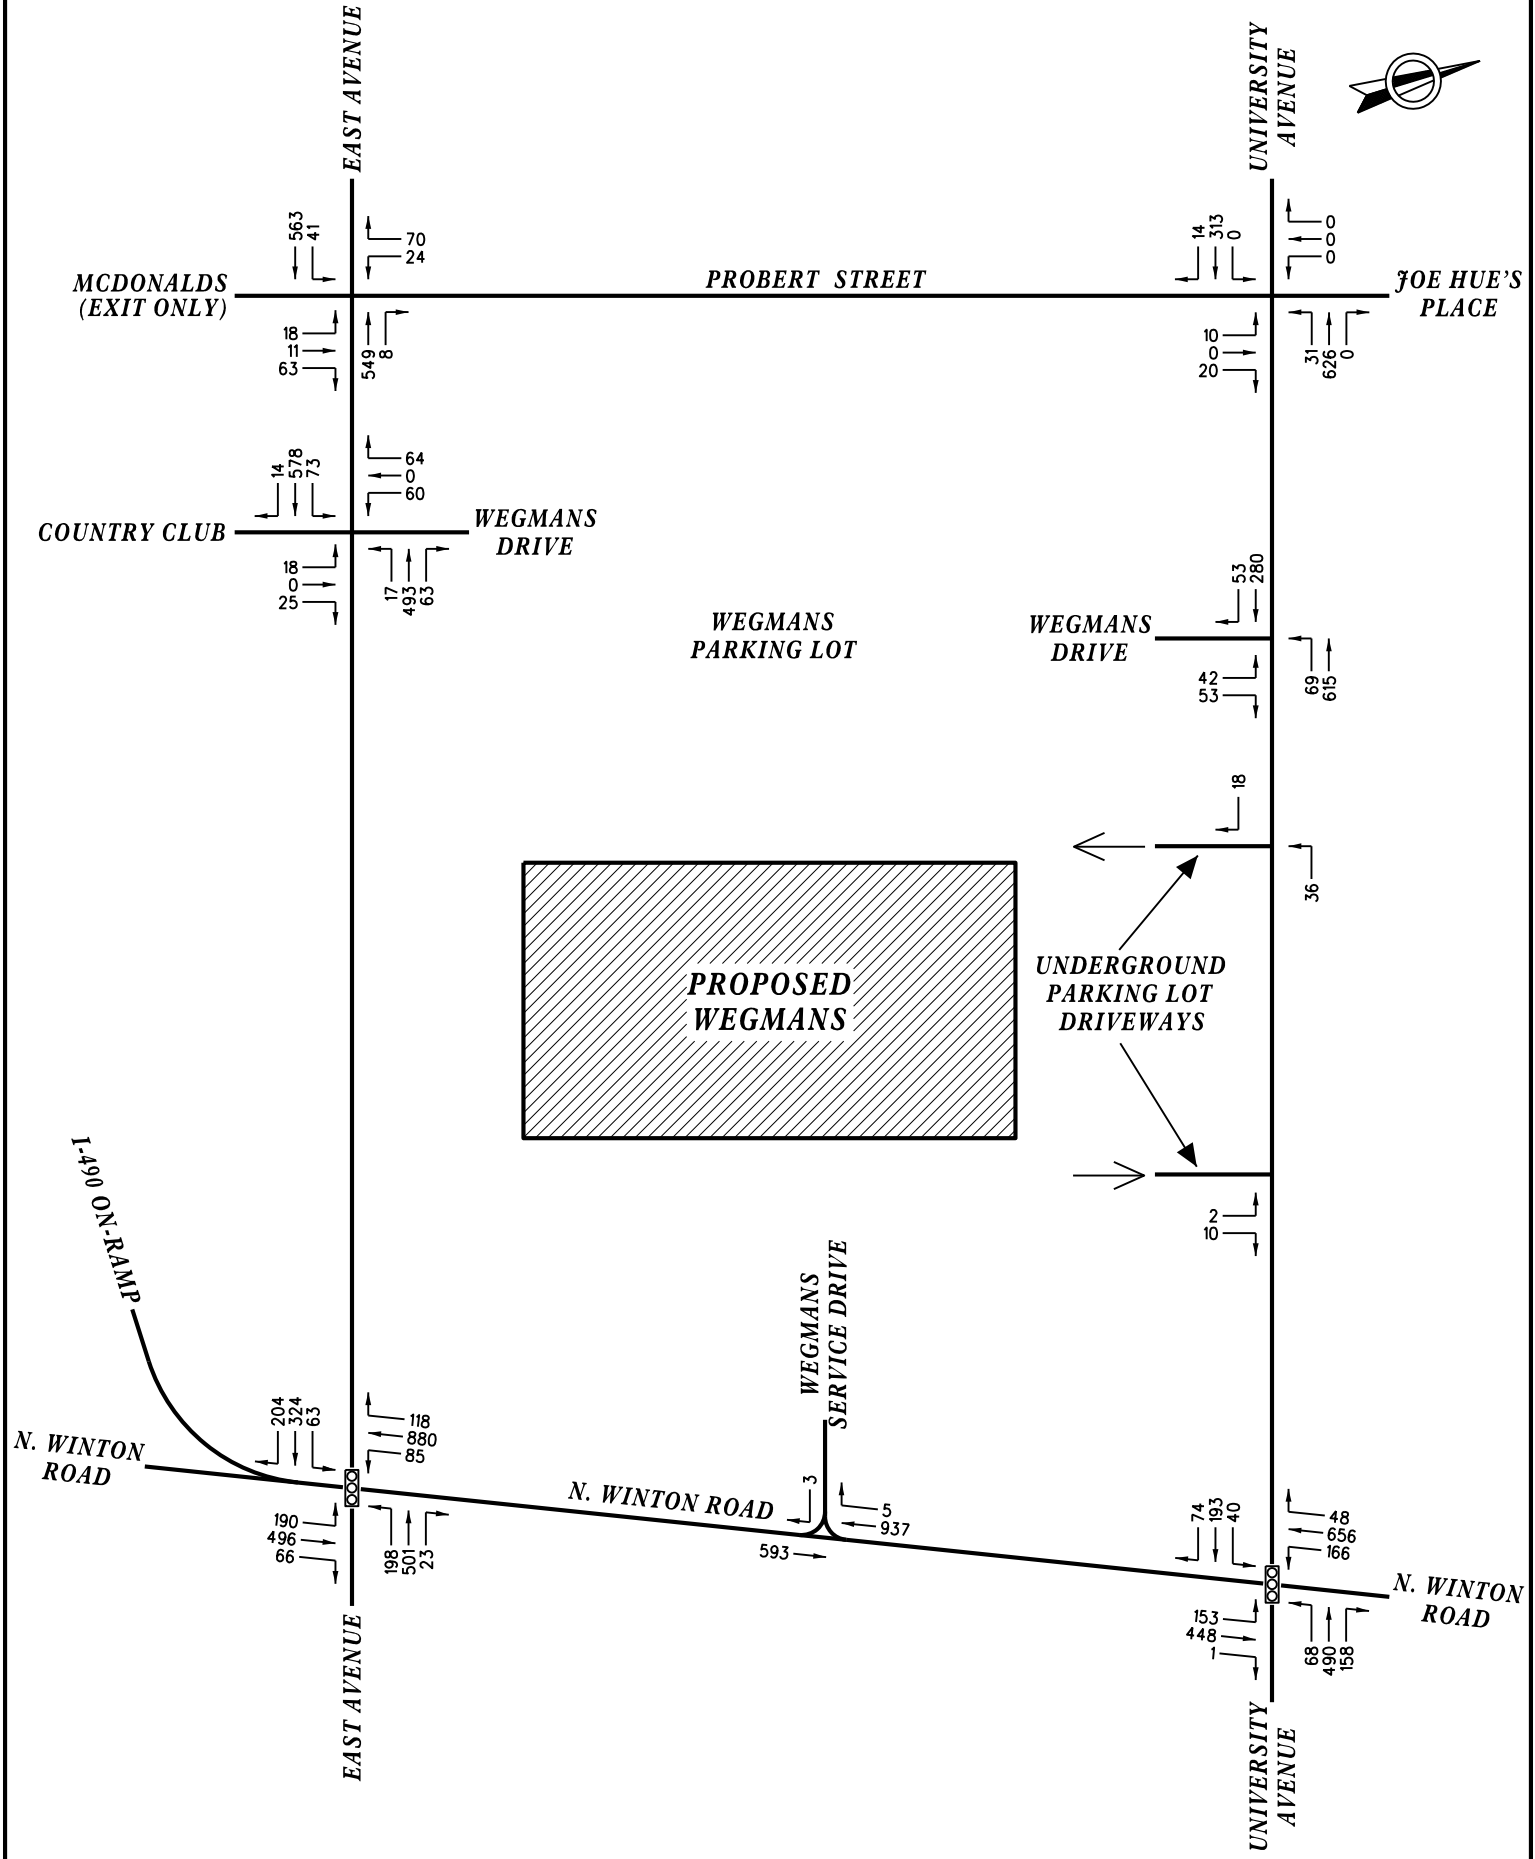 EAST AVENUE
UNIVERSITY
AVENUE
563
41
70
24
14
313
0
0
0
0
MCDONALDS
(EXIT ONLY)
PROBERT STREET
JOE HUE'S
PLACE
18
11
63
549
8
10
0
20
31
626
0
14
578
73
64
0
60
COUNTRY CLUB
WEGMANS
DRIVE
18
0
25
17
493
63
53
280
WEGMANS
PARKING LOT
WEGMANS
DRIVE
42
53
69
615
18
36
PROPOSED
WEGMANS
UNDERGROUND
PARKING LOT
DRIVEWAYS
2
10
I-490 ON-RAMP
WEGMANS
SERVICE DRIVE
204
324
63
118
880
85
N. WINTON
ROAD
190
496
66
198
501
23
N. WINTON ROAD
3
5
937
593
74
193
40
48
656
166
N. WINTON
ROAD
153
448
1
68
490
158
EAST AVENUE
UNIVERSITY
AVENUE